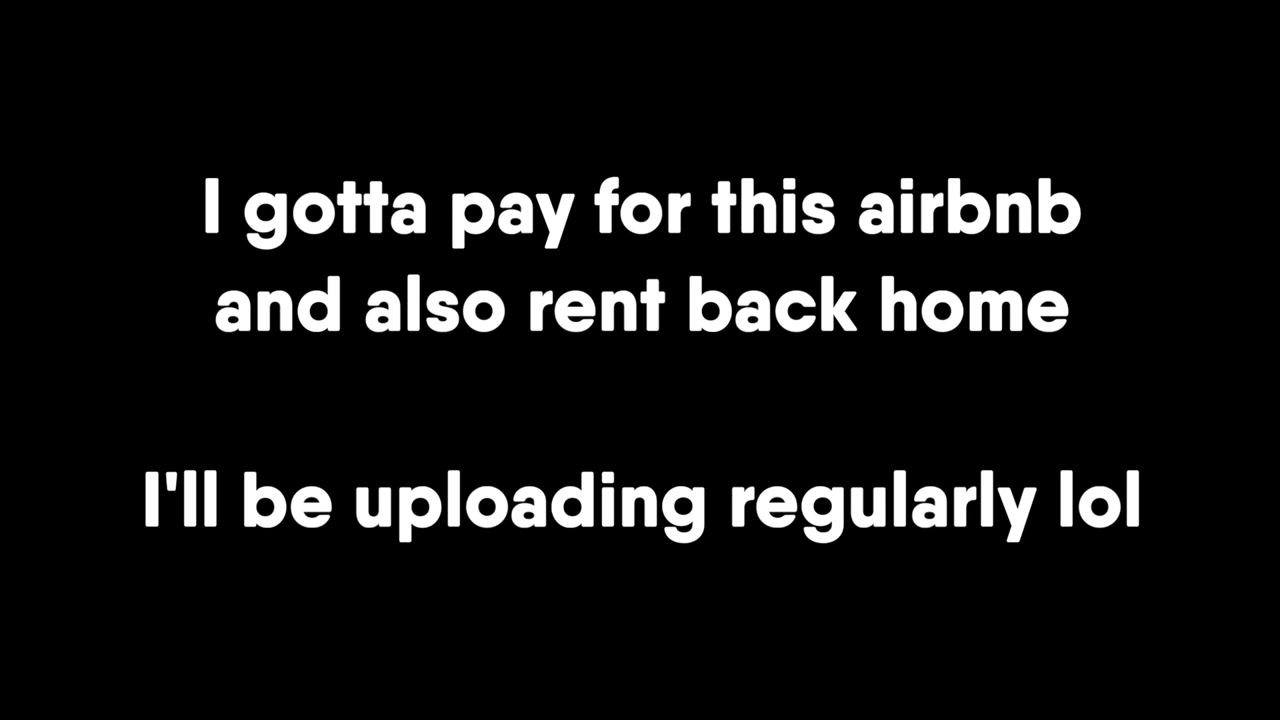 I gotta pay for this airbnb
and also rent back home
I'll be uploading regularly lol